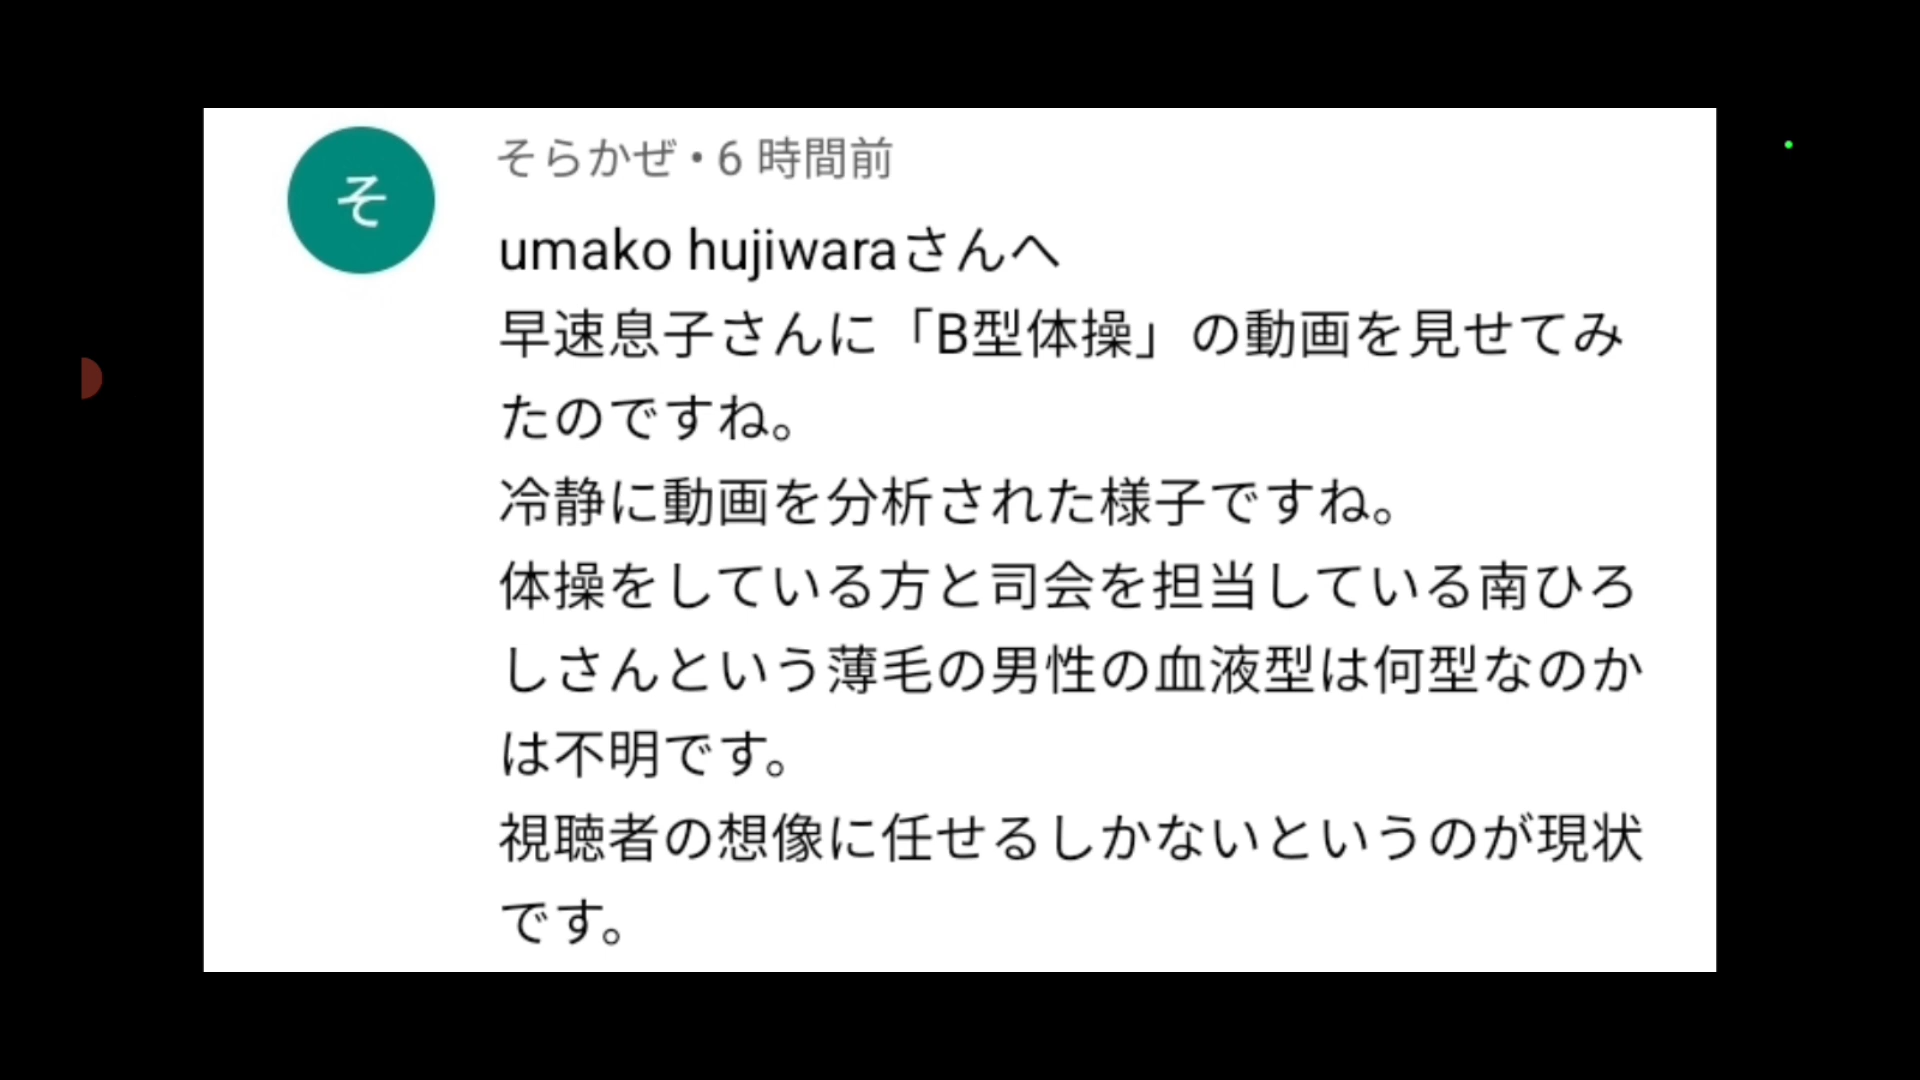 そ
そらかぜ • 6 時間前
umako hujiwaraさんへ
早速息子さんに「B型体操」の動画を見せてみ
たのですね。
冷静に動画を分析された様子ですね。
体操をしている方と司会を担当している南ひろ
しさんという薄毛の男性の血液型は何型なのか
は不明です。
視聴者の想像に任せるしかないというのが現状
です。